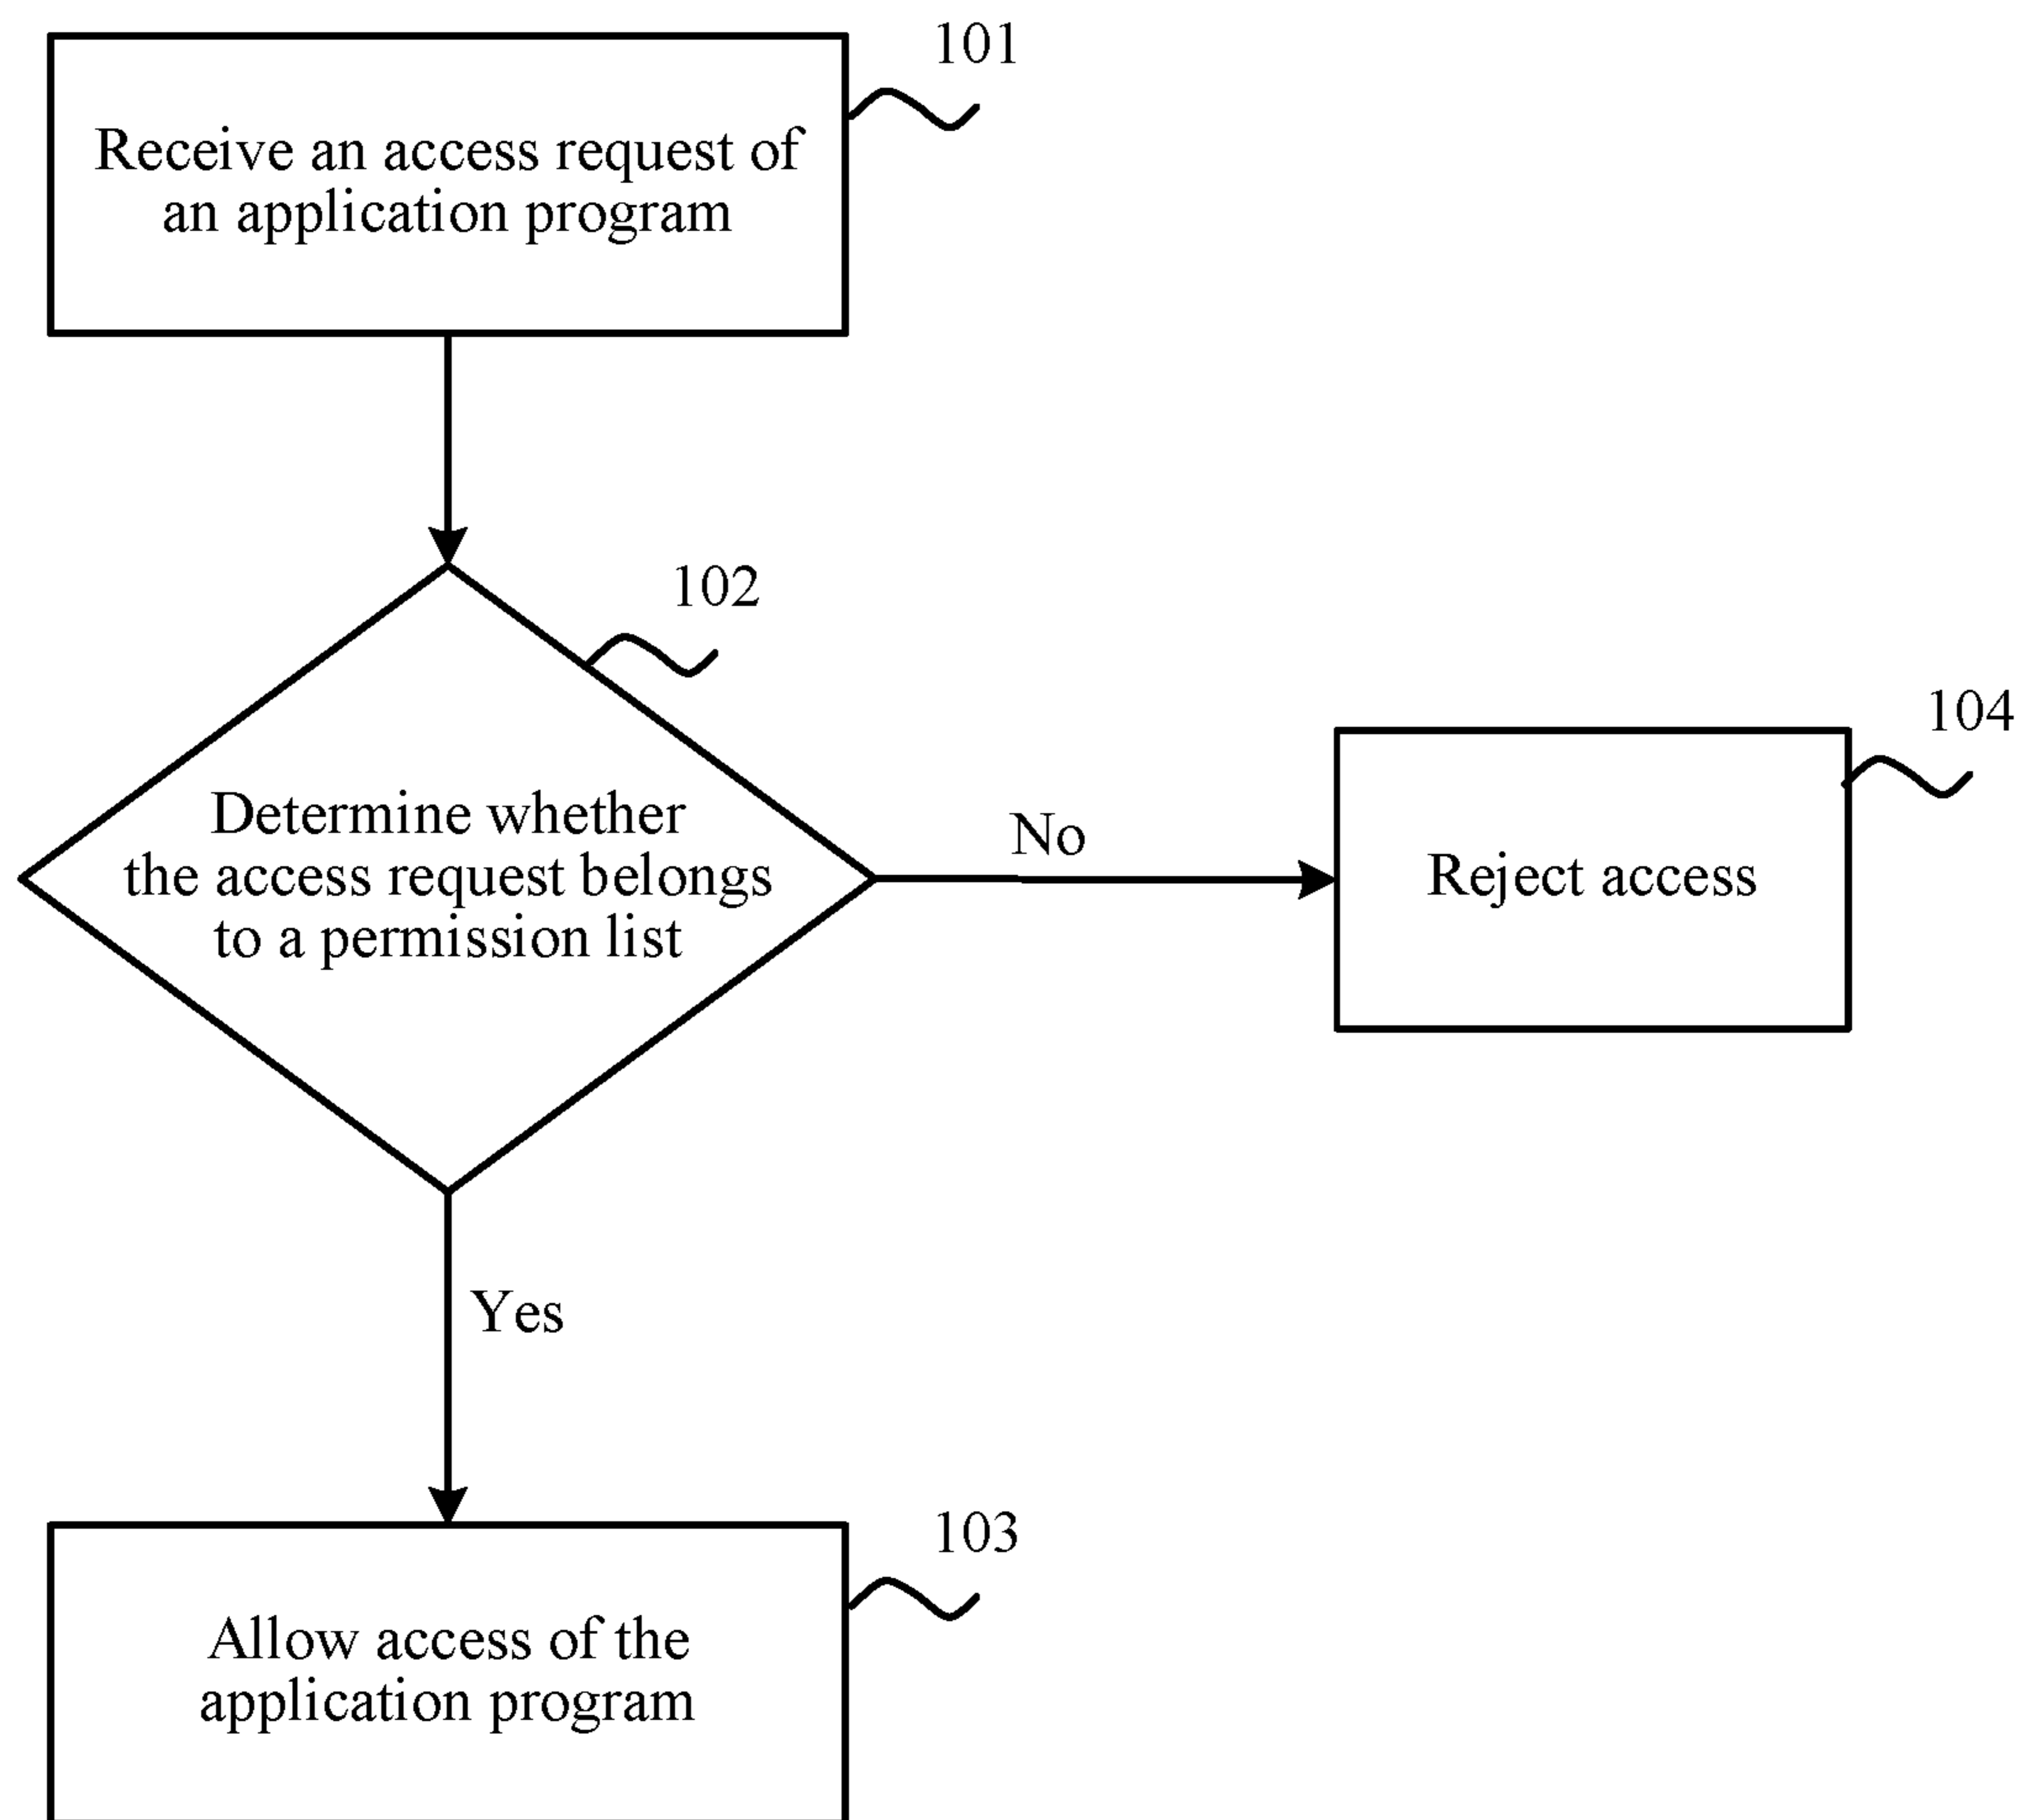 101
Receive an access request of
an application program
102
Determine whether
the access request belongs
to a permission list
No
104
Reject access
Yes
103
Allow access of the
application program